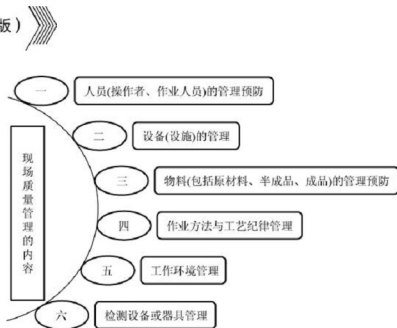 版）
一
人员(操作者、作业人员)的管理预防
二
设备(设施)的管理
三
物料(包括原材料、半成品、成品)的管理预防
四
作业方法与工艺纪律管理
五
工作环境管理
六
检测设备或器具管理
现场质量管理的内容